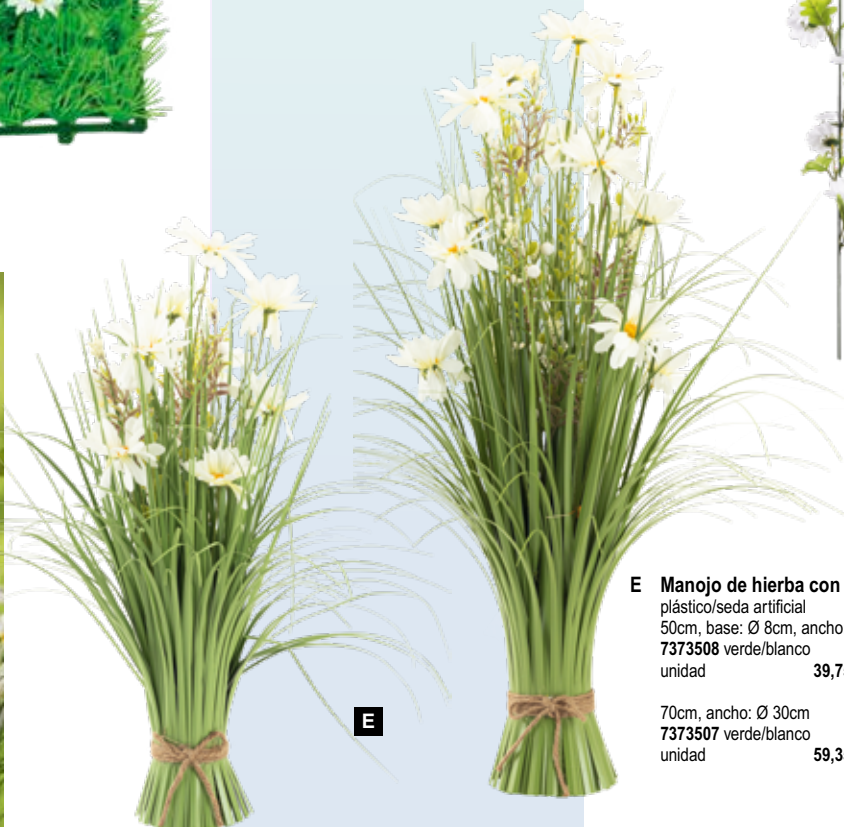 E
E Manojo de hierba con
plástico/seda artificial
50cm, base: Ø 8cm, ancho
7373508 verde/blanco
unidad
70cm, ancho: Ø 30cm
7373507 verde/blanco
unidad